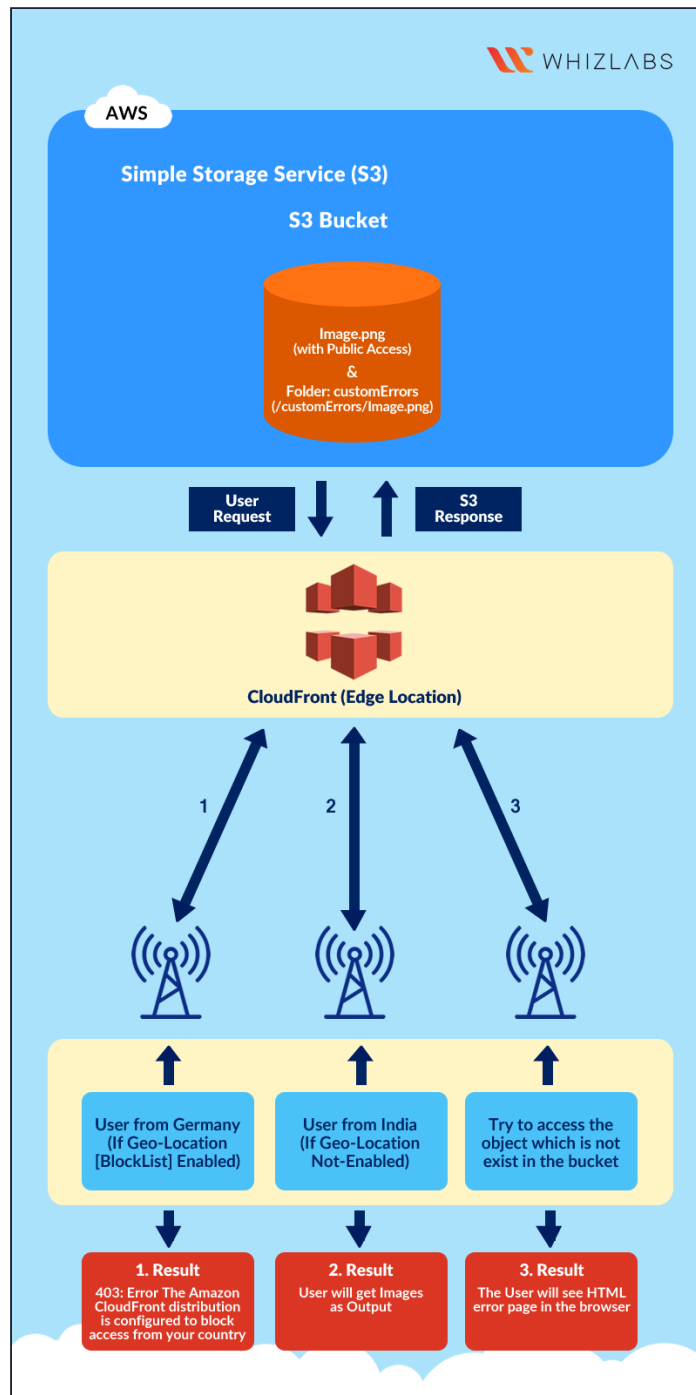 WHIZLABS
AWS
Simple Storage Service (S3)
S3 Bucket
Image.png
(with Public Access)
&
Folder: customErrors
(/customErrors/Image.png)
User
Request
S3
Response
CloudFront (Edge Location)
1
2
3
User from Germany
(If Geo-Location
[BlockList] Enabled)
User from India
(If Geo-Location
Not-Enabled)
Try to access the
object which is not
exist in the bucket
1. Result
403: Error The Amazon
CloudFront distribution
is configured to block
access from your country
2. Result
User will get Images
as Output
3. Result
The User will see HTML
error page in the browser